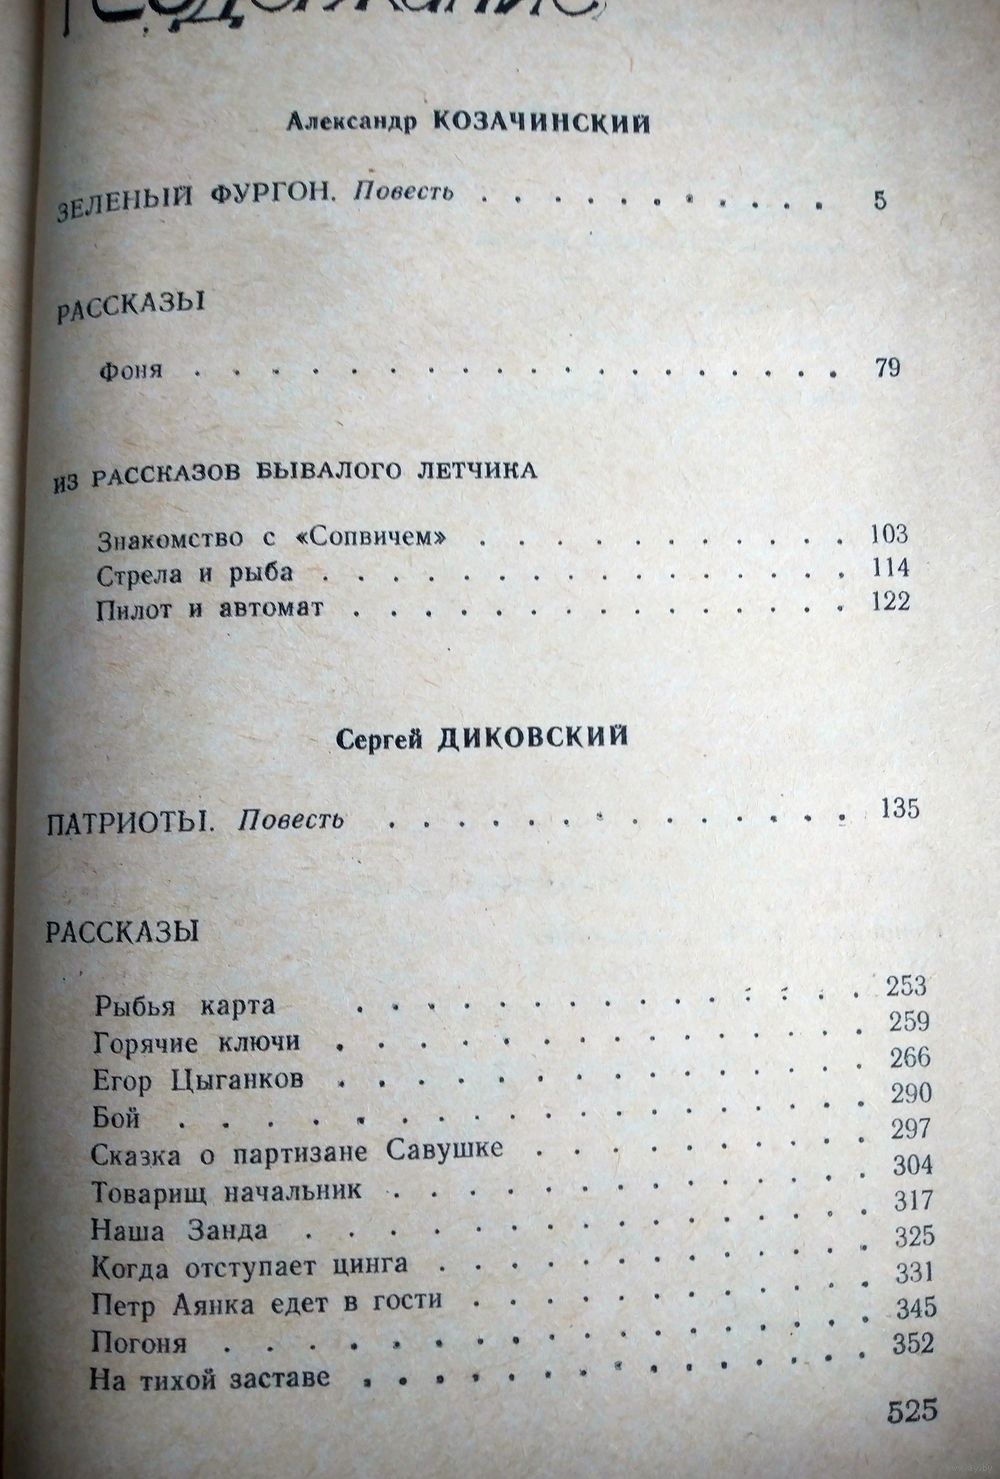 Содержание
Александр КОЗАЧИНСКИЙ
ЗЕЛЕНЫЙ ФУРГОН. Повесть . . . . . . . . . . . . 5
РАССКАЗЫ
Фоня . . . . . . . . . . . . . . . . . 79
ИЗ РАССКАЗОВ БЫВАЛОГО ЛЕТЧИКА
Знакомство с «Сопвичем» . . . . . . . . . 103
Стрела и рыба . . . . . . . . . . . . . 114
Пилот и автомат . . . . . . . . . . . . . 122
Сергей ДИКОВСКИЙ
ПАТРИОТЫ. Повесть . . . . . . . . . . . . . . 135
РАССКАЗЫ
Рыбья карта . . . . . . . . . . . . . . 253
Горячие ключи . . . . . . . . . . . . . 259
Егор Цыганков . . . . . . . . . . . . . 266
Бой . . . . . . . . . . . . . . . . . 290
Сказка о партизане Савушке . . . . . . . . . 297
Товарищ начальник . . . . . . . . . . . . 304
Наша Занда . . . . . . . . . . . . . . 317
Когда отступает цинга . . . . . . . . . . . 325
Петр Аянка едет в гости . . . . . . . . . . 331
Погоня . . . . . . . . . . . . . . . . 345
На тихой заставе . . . . . . . . . . . . . 352
525